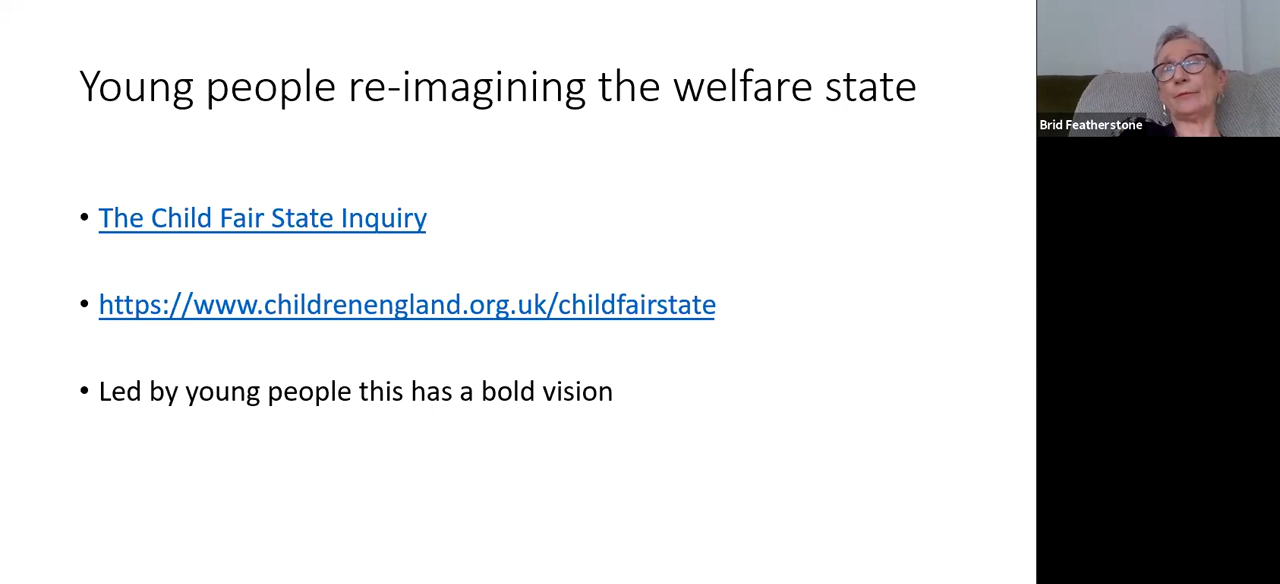 Young people re-imagining the welfare state
• The Child Fair State Inquiry
• https://www.childrenengland.org.uk/childfairstate
• Led by young people this has a bold vision
Brid Featherstone